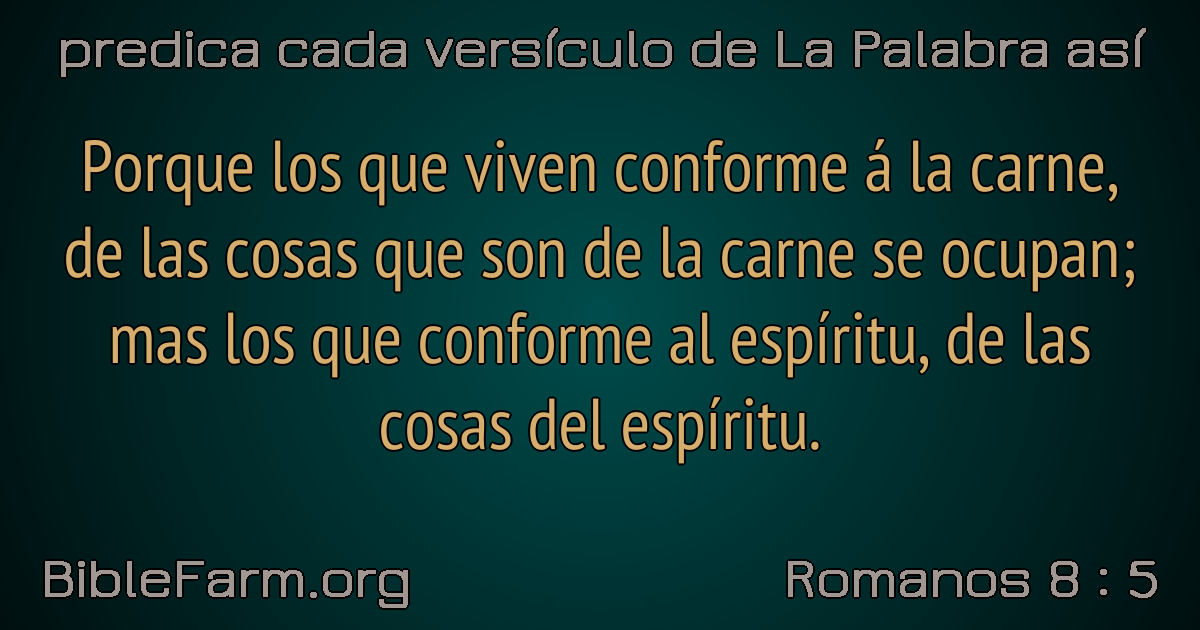 predica cada versículo de La Palabra así
Porque los que viven conforme á la carne,
de las cosas que son de la carne se ocupan;
mas los que conforme al espíritu, de las
cosas del espíritu.
BibleFarm.org
Romanos 8 : 5